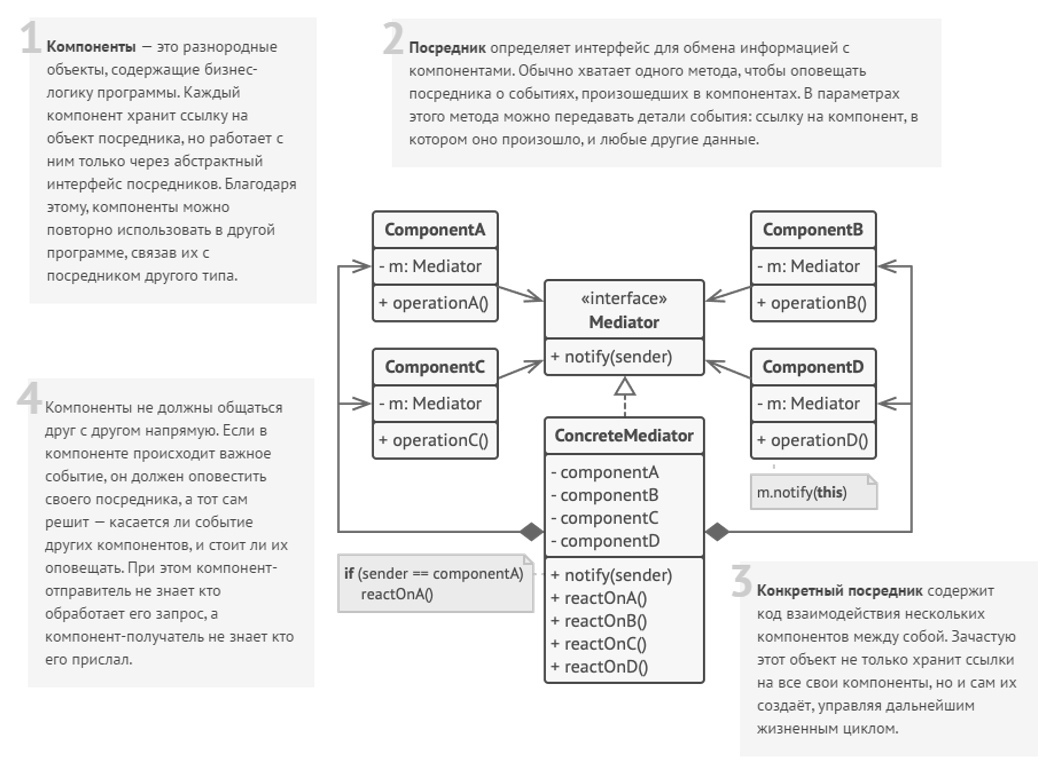 1
Компоненты — это разнородные
объекты, содержащие бизнес-
логику программы. Каждый
компонент хранит ссылку на
объект посредника, но работает с
ним только через абстрактный
интерфейс посредников. Благодаря
этому, компоненты можно
повторно использовать в другой
программе, связав их с
посредником другого типа.
2
Посредник определяет интерфейс для обмена информацией с
компонентами. Обычно хватает одного метода, чтобы оповещать
посредника о событиях, произошедших в компонентах. В параметрах
этого метода можно передавать детали события: ссылку на компонент, в
котором оно произошло, и любые другие данные.
ComponentA
- m: Mediator
+ operationA()
ComponentB
- m: Mediator
+ operationB()
«interface»
Mediator
+ notify(sender)
ComponentC
- m: Mediator
+ operationC()
ComponentD
- m: Mediator
+ operationD()
m.notify(this)
ConcreteMediator
- componentA
- componentB
- componentC
- componentD
+ notify(sender)
+ reactOnA()
+ reactOnB()
+ reactOnC()
+ reactOnD()
if (sender == componentA)
reactOnA()
4
Компоненты не должны общаться
друг с другом напрямую. Если в
компоненте происходит важное
событие, он должен оповестить
своего посредника, а тот сам
решит — касается ли событие
других компонентов, и стоит ли их
оповещать. При этом компонент-
отправитель не знает кто
обработает его запрос, а
компонент-получатель не знает кто
его прислал.
3
Конкретный посредник содержит
код взаимодействия нескольких
компонентов между собой. Зачастую
этот объект не только хранит ссылки
на все свои компоненты, но и сам их
создаёт, управляя дальнейшим
жизненным циклом.